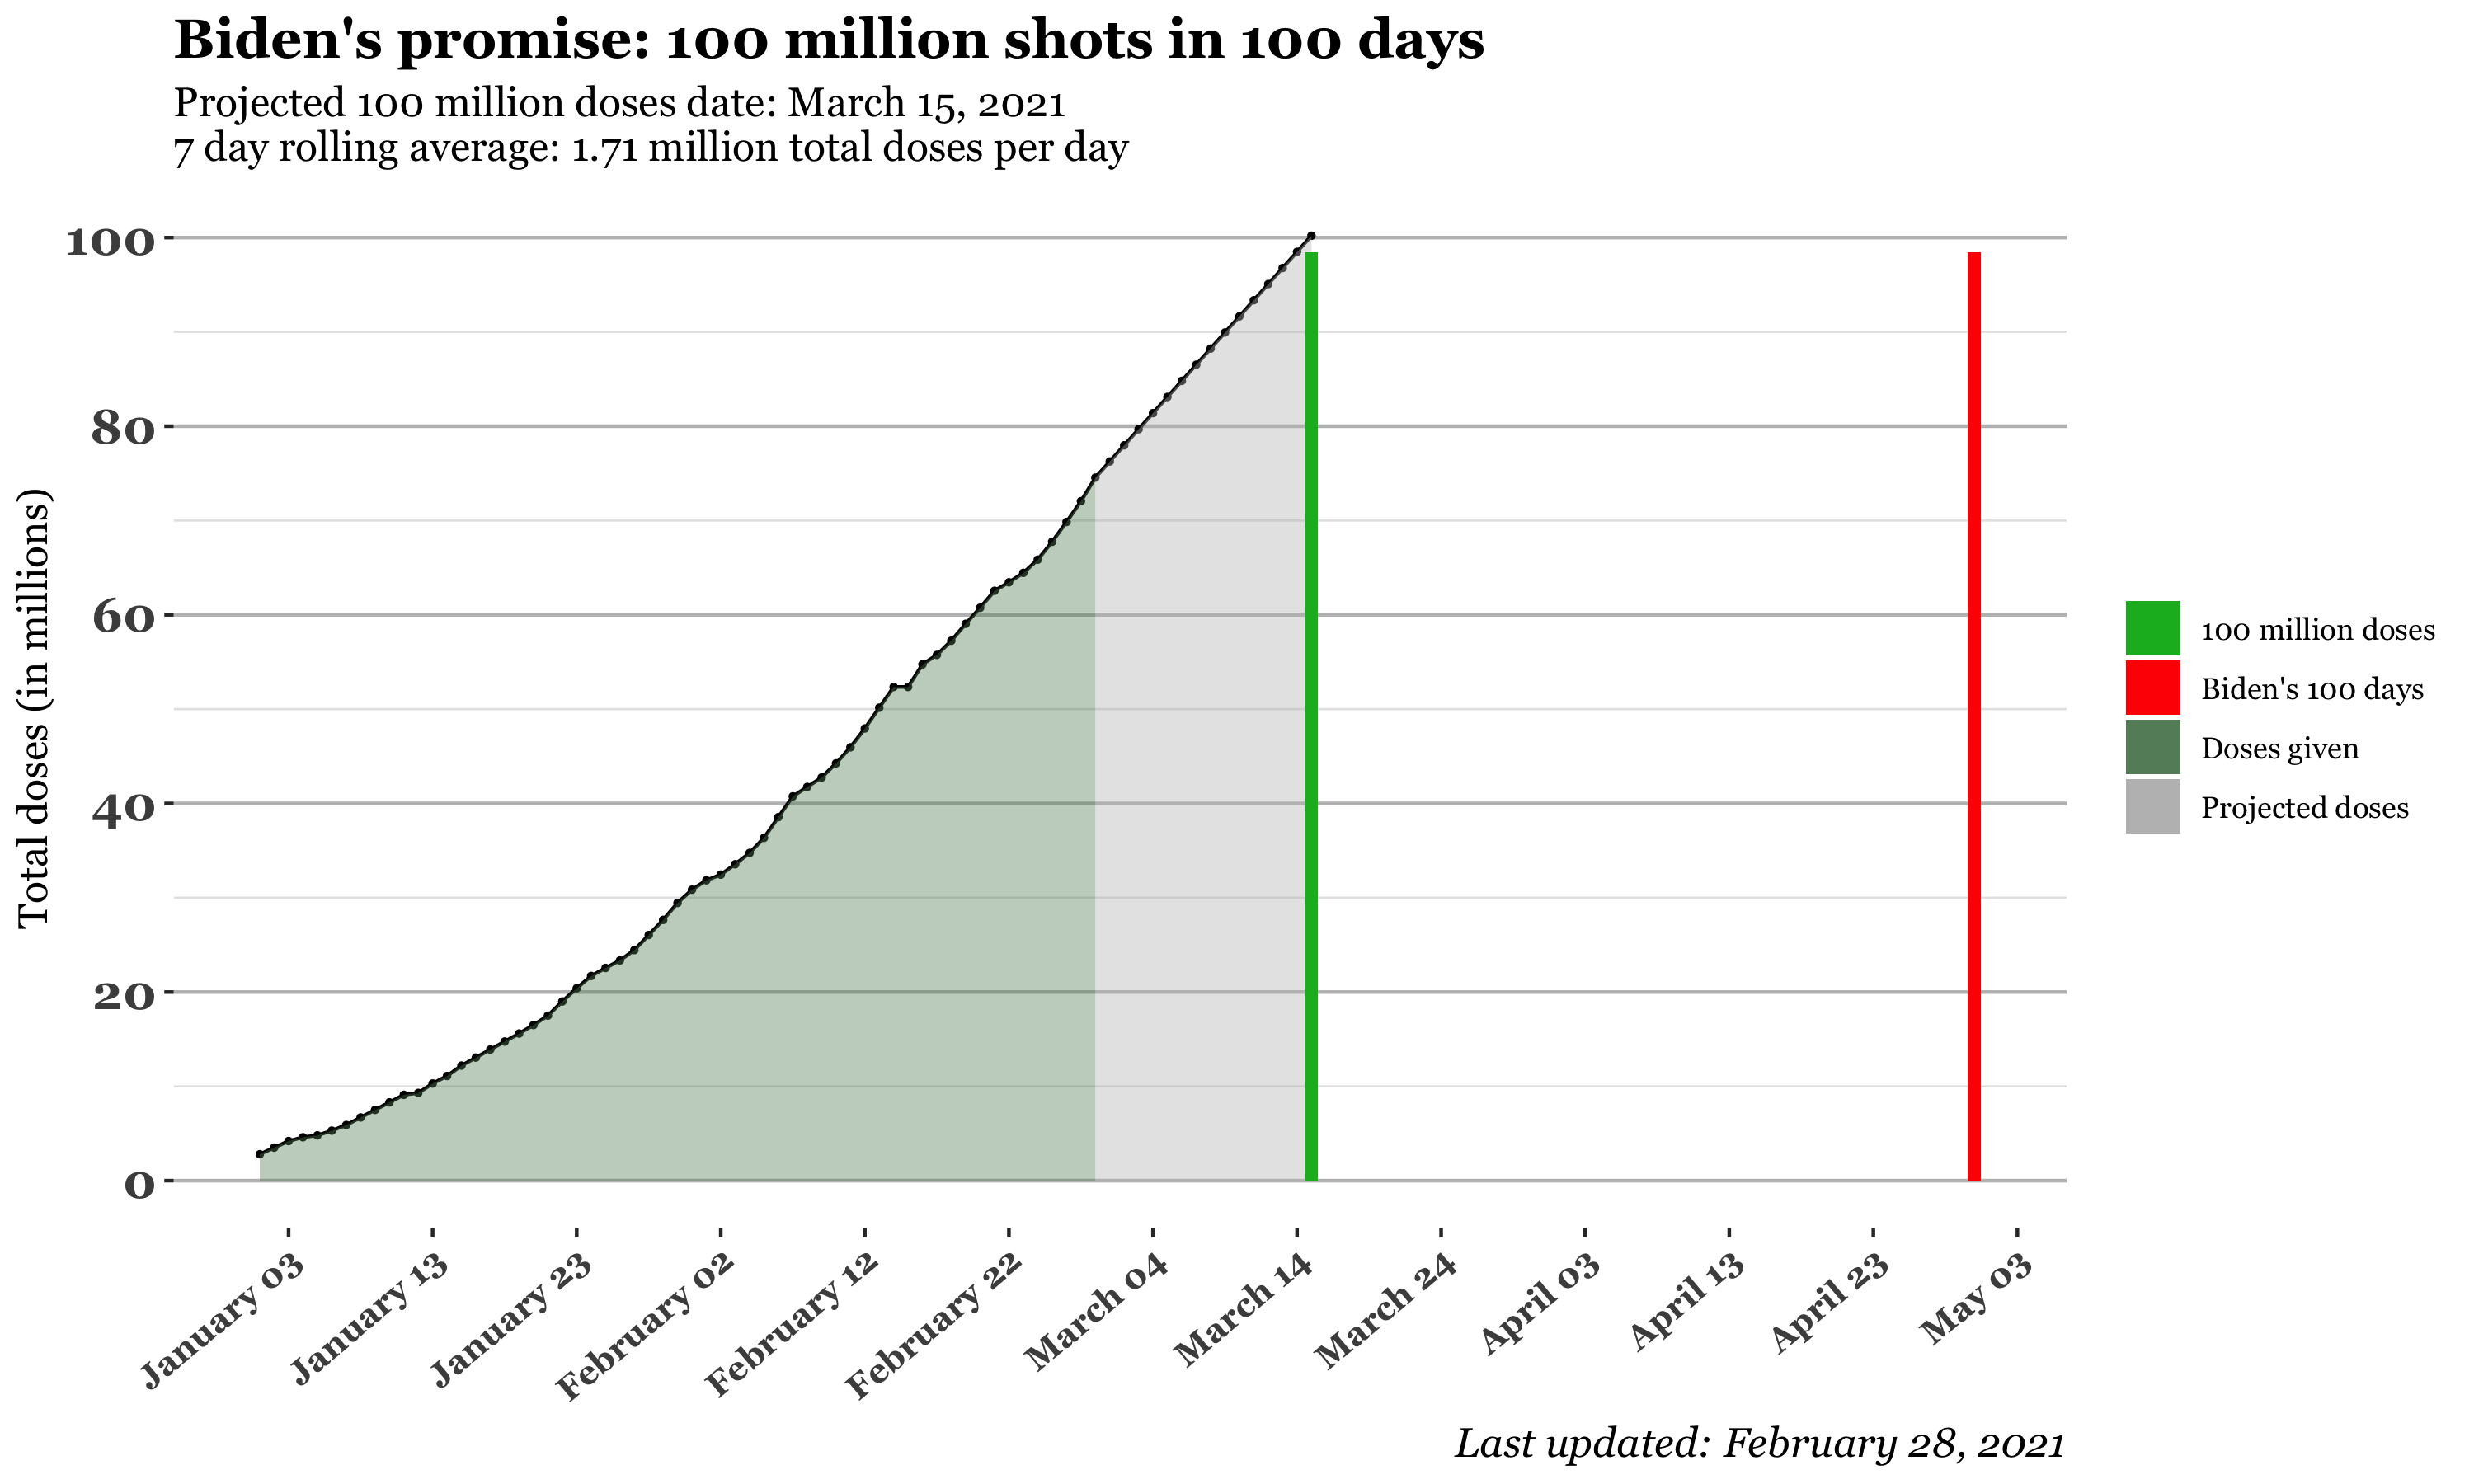 Biden's promise: 100 million shots in 100 days
Projected 100 million doses date: March 15, 2021
7 day rolling average: 1.71 million total doses per day
Total doses (in millions)
100
80
60
40
20
0
January 03
January 13
January 23
February 02
February 12
February 22
March 04
March 14
March 24
April 03
April 13
April 23
May 03
100 million doses
Biden's 100 days
Doses given
Projected doses
Last updated: February 28, 2021